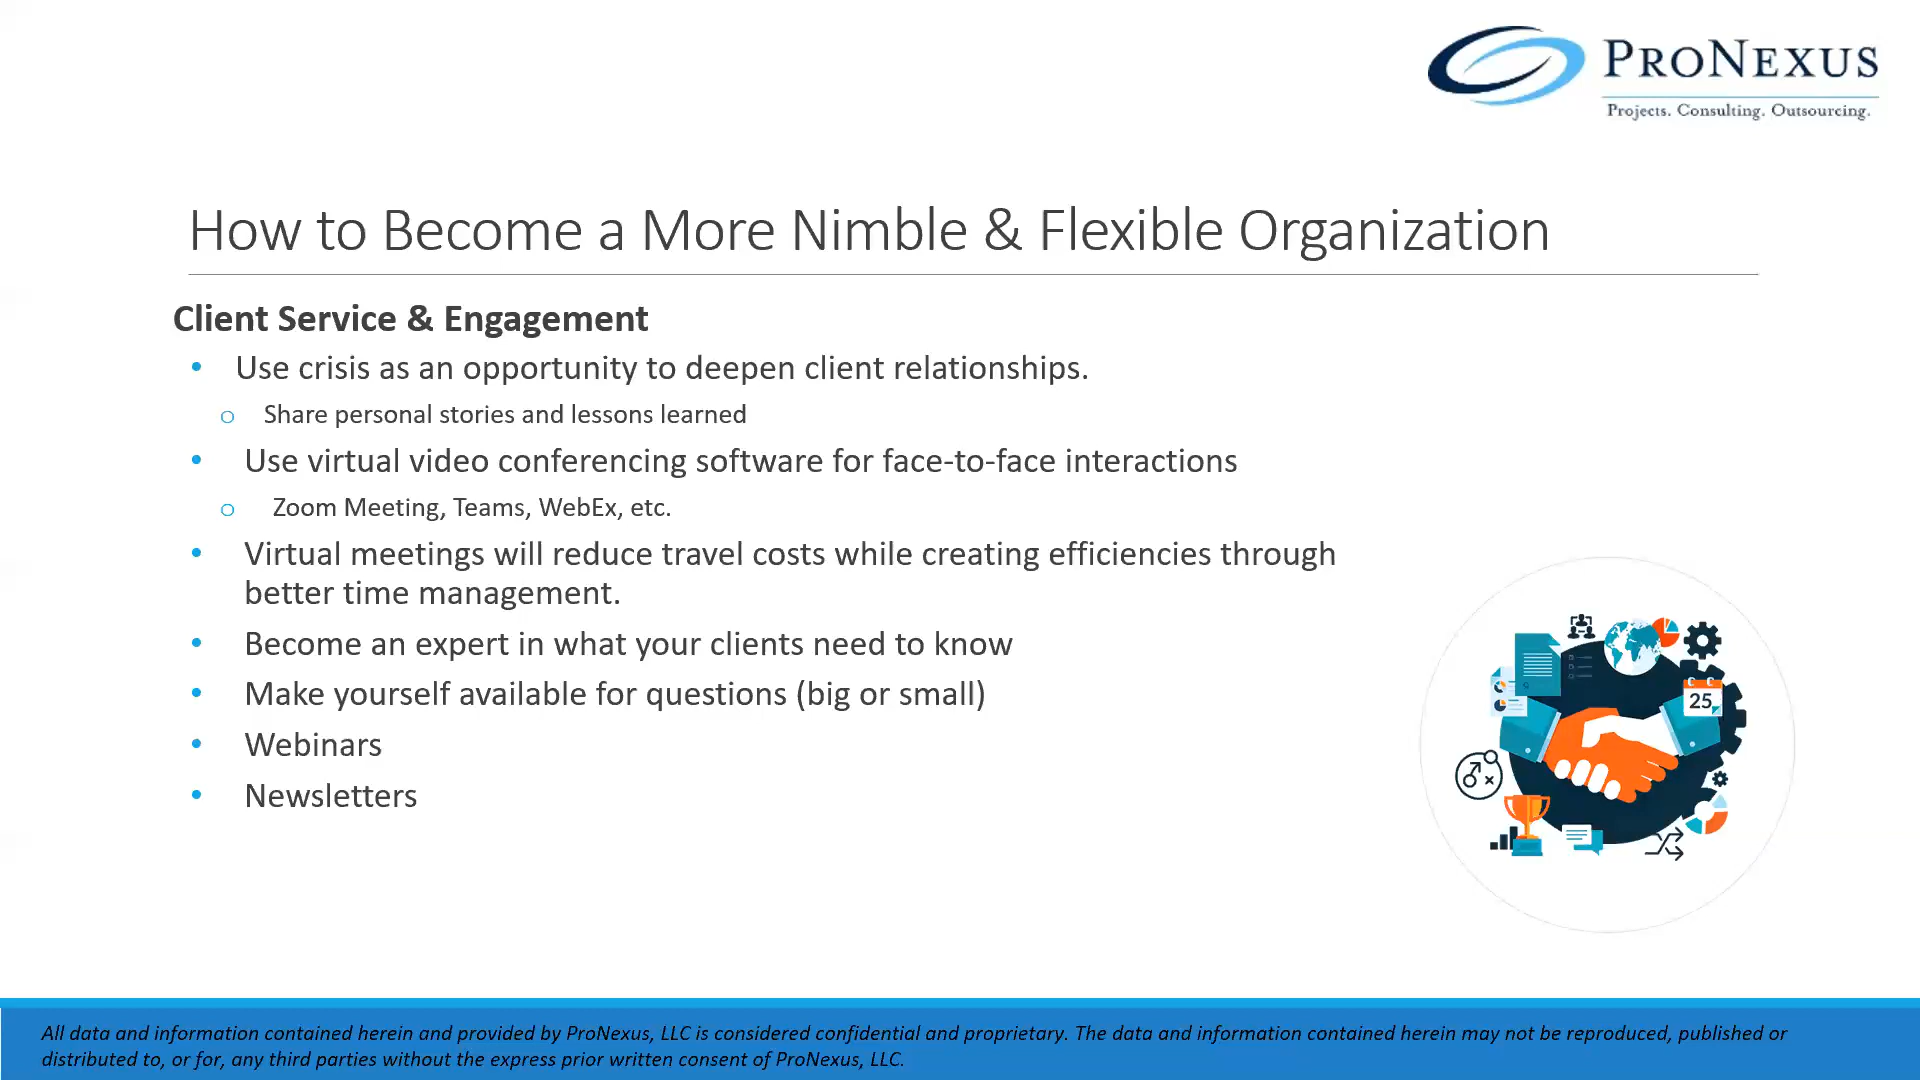 PRONEXUS
Projects. Consulting. Outsourcing.
How to Become a More Nimble & Flexible Organization
Client Service & Engagement
• Use crisis as an opportunity to deepen client relationships.
o Share personal stories and lessons learned
• Use virtual video conferencing software for face-to-face interactions
o Zoom Meeting, Teams, WebEx, etc.
• Virtual meetings will reduce travel costs while creating efficiencies through
better time management.
• Become an expert in what your clients need to know
• Make yourself available for questions (big or small)
• Webinars
• Newsletters
25
All data and information contained herein and provided by ProNexus, LLC is considered confidential and proprietary. The data and information contained herein may not be reproduced, published or
distributed to, or for, any third parties without the express prior written consent of ProNexus, LLC.